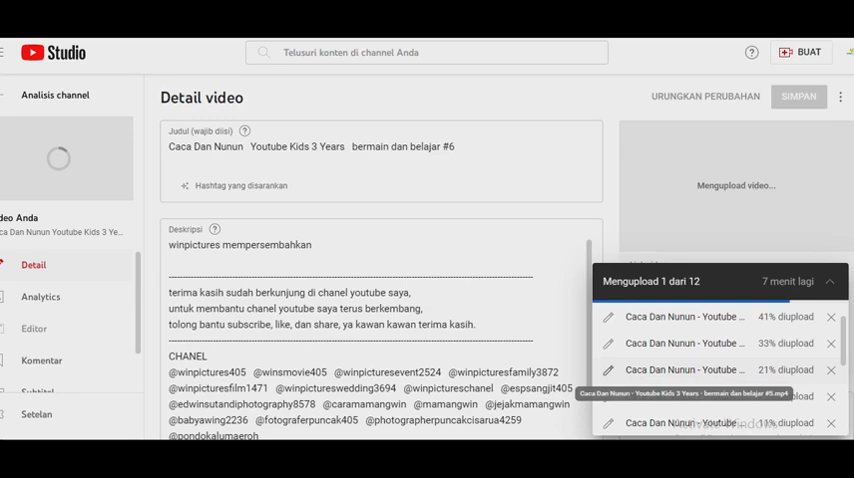 Studio
Telusuri konten di channel Anda
BUAT
Analisis channel
Detail video
URUNGKAN PERUBAHAN
SIMPAN
Judul (wajib diisi)
Caca Dan Nunun Youtube Kids 3 Years bermain dan belajar #6
Hashtag yang disarankan
Mengupload video...
deo Anda
Ca Dan Nunun Youtube Kids 3 Ye...
Deskripsi
winpictures mempersembahkan
terima kasih sudah berkunjung di chanel youtube saya,
untuk membantu chanel youtube saya terus berkembang,
tolong bantu subscribe, like, dan share, ya kawan kawan terima kasih.
CHANEL
@winpictures405 @winsmovie405 @winpicturesevent2524 @winpicturesfamily3872
@winpicturesfilm1471 @winpictureswedding3694 @winpictureschanel @espsangjit405
@edwinsutandiphotography8578 @caramamangwin @mamangwin @jejakmamangwin
@babyawing2236 @fotograferpuncak405 @photographerpuncakcisarua4259
@pondokalumaeroh
Detail
Analytics
Editor
Komentar
Subtitel
Setelan
Mengupload 1 dari 12
7 menit lagi
Caca Dan Nunun - Youtube ... 41% diupload
Caca Dan Nunun - Youtube ... 33% diupload
Caca Dan Nunun - Youtube ... 21% diupload
Caca Dan Nunun - Youtube Kids 3 Years - bermain dan belajar #5.mp4
diupload
Caca Dan Nunun - Youtube ... 11% diupload
Activate Windows